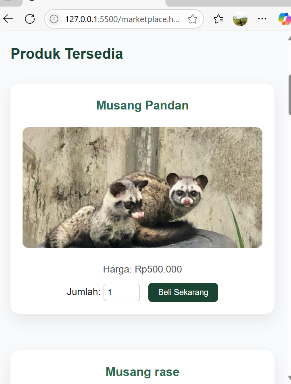 127.0.0.1:5500/marketplace.h...
Produk Tersedia
Musang Pandan
Harga: Rp500.000
Jumlah: 1 Beli Sekarang
Musang rase